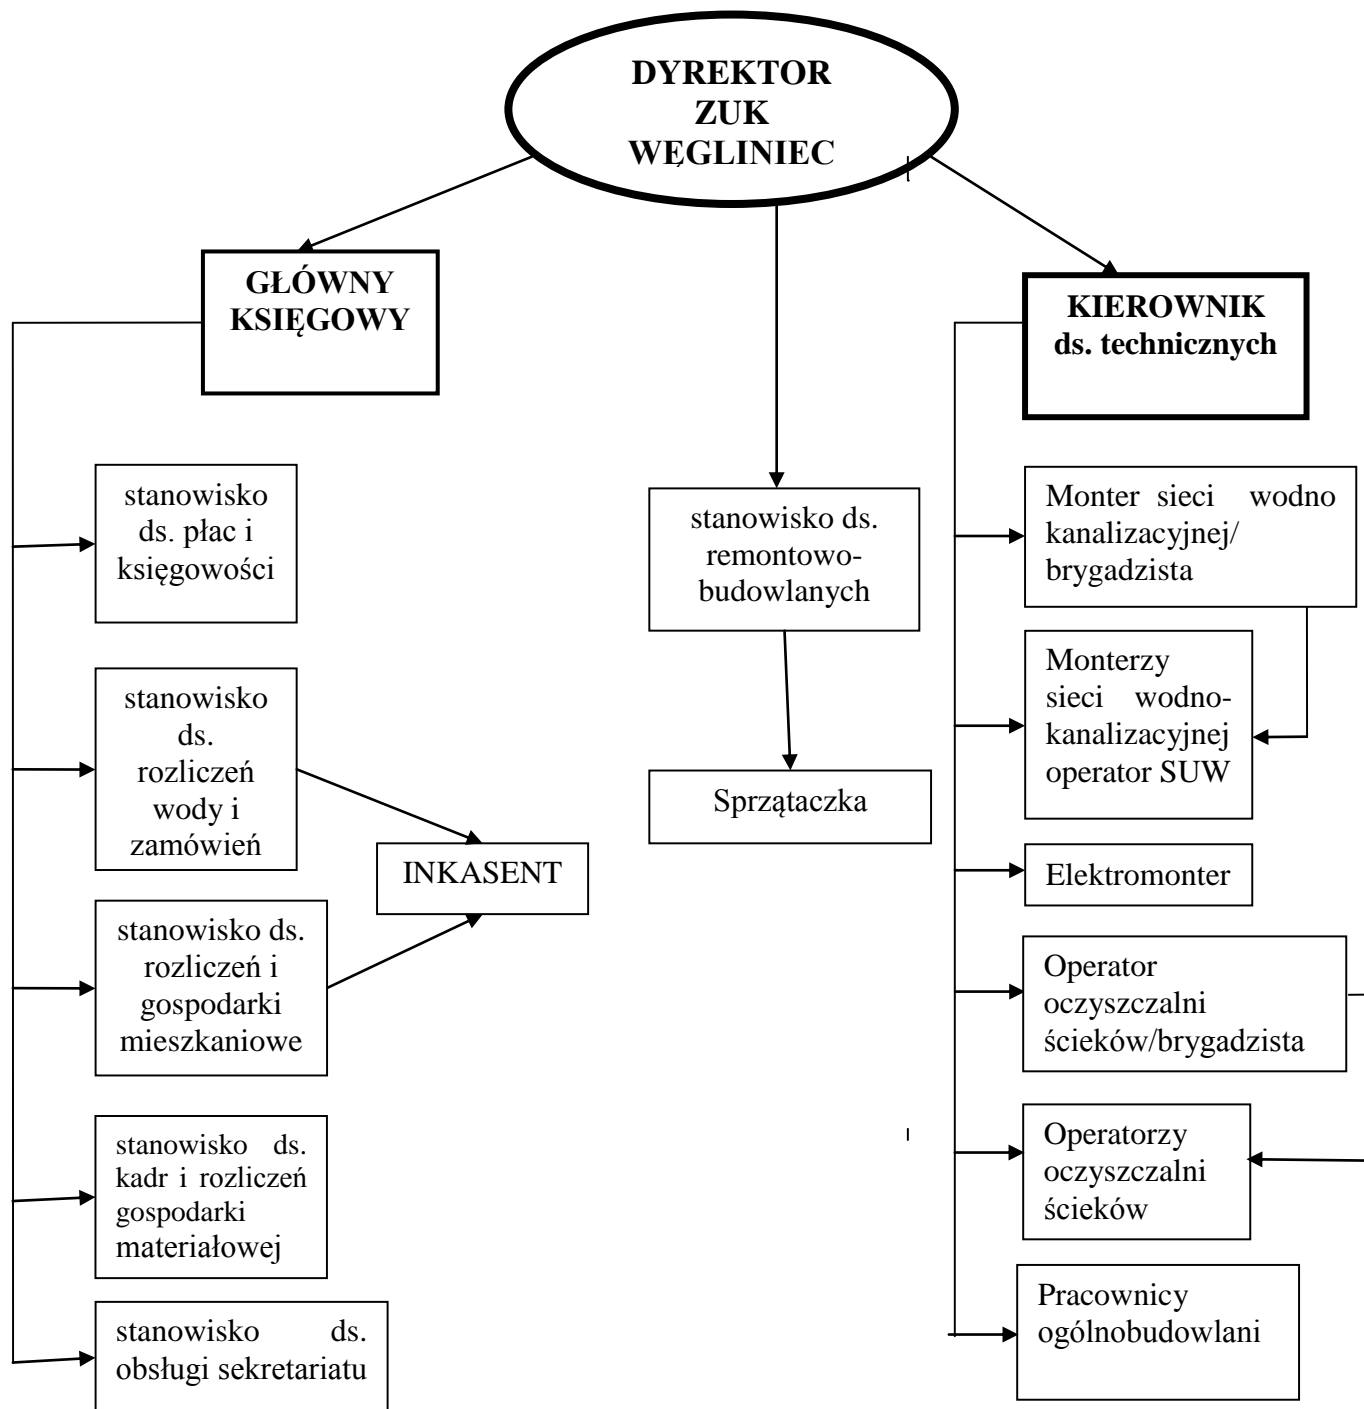 DYREKTOR
ZUK
WĘGLINIEC
GŁÓWNY
KSIĘGOWY
KIEROWNIK
ds. technicznych
stanowisko
ds. płac i
księgowości
stanowisko
ds.
rozliczeń
wody i
zamówień
stanowisko ds.
rozliczeń i
gospodarki
mieszkaniowe
stanowisko ds.
kadr i rozliczeń
gospodarki
materiałowej
stanowisko ds.
obsługi sekretariatu
INKASENT
stanowisko ds.
remontowo-
budowlanych
Sprzątaczka
Monter sieci wodno
kanalizacyjnej/
brygadzista
Monterzy
sieci wodno-
kanalizacyjnej
operator SUW
Elektromonter
Operator
oczyszczalni
ścieków/brygadzista
Operatorzy
oczyszczalni
ścieków
Pracownicy
ogólnobudowlani